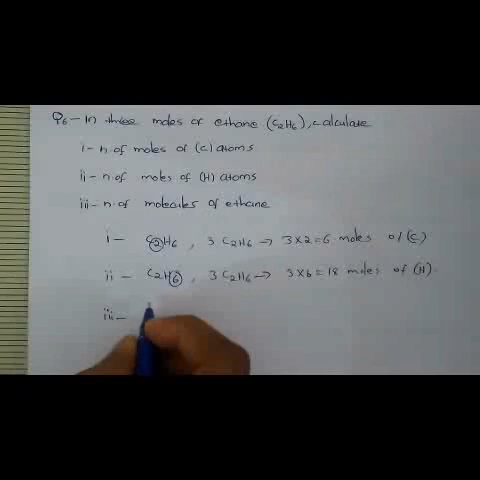 Q6 - In three moles of ethane (C2H6), calculate
i - n. of moles of (C) atoms
ii - n. of moles of (H) atoms
iii - n. of molecules of ethane
i - C2H6 , 3 C2H6 → 3 x 2 = 6 moles of (C)
ii - C2H6 , 3 C2H6 → 3 x 6 = 18 moles of (H).
iii -